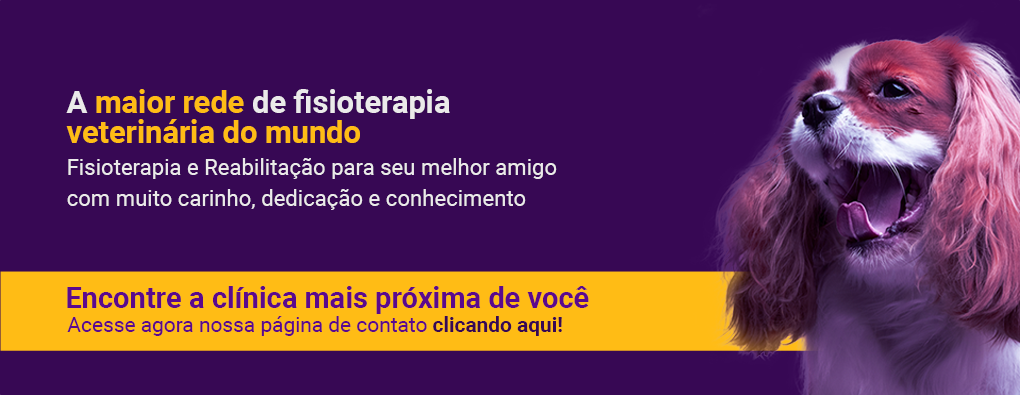 A maior rede de fisioterapia
veterinária do mundo
Fisioterapia e Reabilitação para seu melhor amigo
com muito carinho, dedicação e conhecimento
Encontre a clínica mais próxima de você
Acesse agora nossa página de contato clicando aqui!